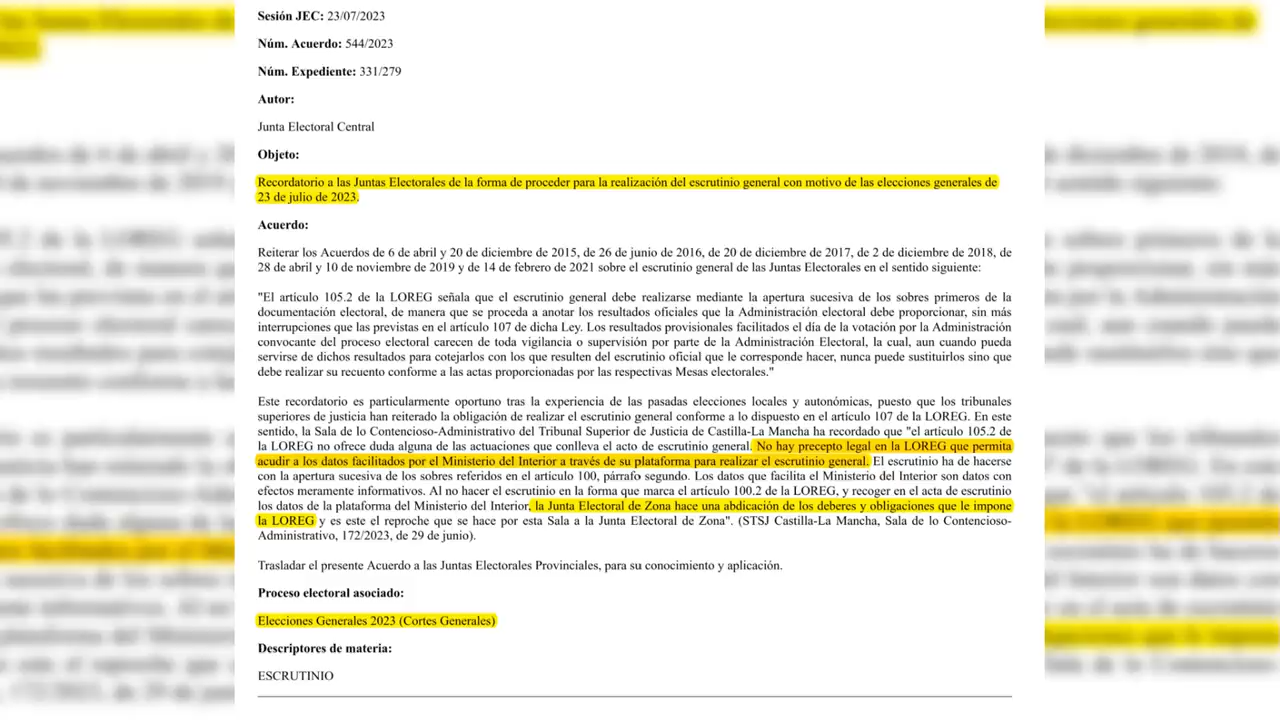 Sesión JEC: 23/07/2023
Núm. Acuerdo: 544/2023
Núm. Expediente: 331/279
Autor:
Junta Electoral Central
Objeto:
Recordatorio a las Juntas Electorales de la forma de proceder para la realización del escrutinio general con motivo de las elecciones generales de
23 de julio de 2023.
Acuerdo:
Reiterar los Acuerdos de 6 de abril y 20 de diciembre de 2015, de 26 de junio de 2016, de 20 de diciembre de 2017, de 2 de diciembre de 2018, de
28 de abril y 10 de noviembre de 2019 y de 14 de febrero de 2021 sobre el escrutinio general de las Juntas Electorales en el sentido siguiente:
"El artículo 105.2 de la LOREG señala que el escrutinio general debe realizarse mediante la apertura sucesiva de los sobres primeros de la
documentación electoral, de manera que se proceda a anotar los resultados oficiales que la Administración electoral debe proporcionar, sin más
interrupciones que las previstas en el artículo 107 de dicha Ley. Los resultados provisionales facilitados el día de la votación por la Administración
convocante del proceso electoral carecen de toda vigilancia o supervisión por parte de la Administración Electoral, la cual, aun cuando pueda
servirse de dichos resultados para cotejarlos con los que resulten del escrutinio oficial que le corresponde hacer, nunca puede sustituirlos sino que
debe realizar su recuento conforme a las actas proporcionadas por las respectivas Mesas electorales."
Este recordatorio es particularmente oportuno tras la experiencia de las pasadas elecciones locales y autonómicas, puesto que los tribunales
superiores de justicia han reiterado la obligación de realizar el escrutinio general conforme a lo dispuesto en el artículo 107 de la LOREG. En este
sentido, la Sala de lo Contencioso-Administrativo del Tribunal Superior de Justicia de Castilla-La Mancha ha recordado que "el artículo 105.2 de
la LOREG no ofrece duda alguna de las actuaciones que conlleva el acto de escrutinio general. No hay precepto legal en la LOREG que permita
acudir a los datos facilitados por el Ministerio del Interior a través de su plataforma para realizar el escrutinio general. El escrutinio ha de hacerse
con la apertura sucesiva de los sobres referidos en el artículo 100, párrafo segundo. Los datos que facilita el Ministerio del Interior son datos con
efectos meramente informativos. Al no hacer el escrutinio en la forma que marca el artículo 100.2 de la LOREG, y recoger en el acta de escrutinio
los datos de la plataforma del Ministerio del Interior, la Junta Electoral de Zona hace una abdicación de los deberes y obligaciones que le impone
la LOREG y es este el reproche que se hace por esta Sala a la Junta Electoral de Zona". (STSJ Castilla-La Mancha, Sala de lo Contencioso-
Administrativo, 172/2023, de 29 de junio).
Trasladar el presente Acuerdo a las Juntas Electorales Provinciales, para su conocimiento y aplicación.
Proceso electoral asociado:
Elecciones Generales 2023 (Cortes Generales)
Descriptores de materia:
ESCRUTINIO